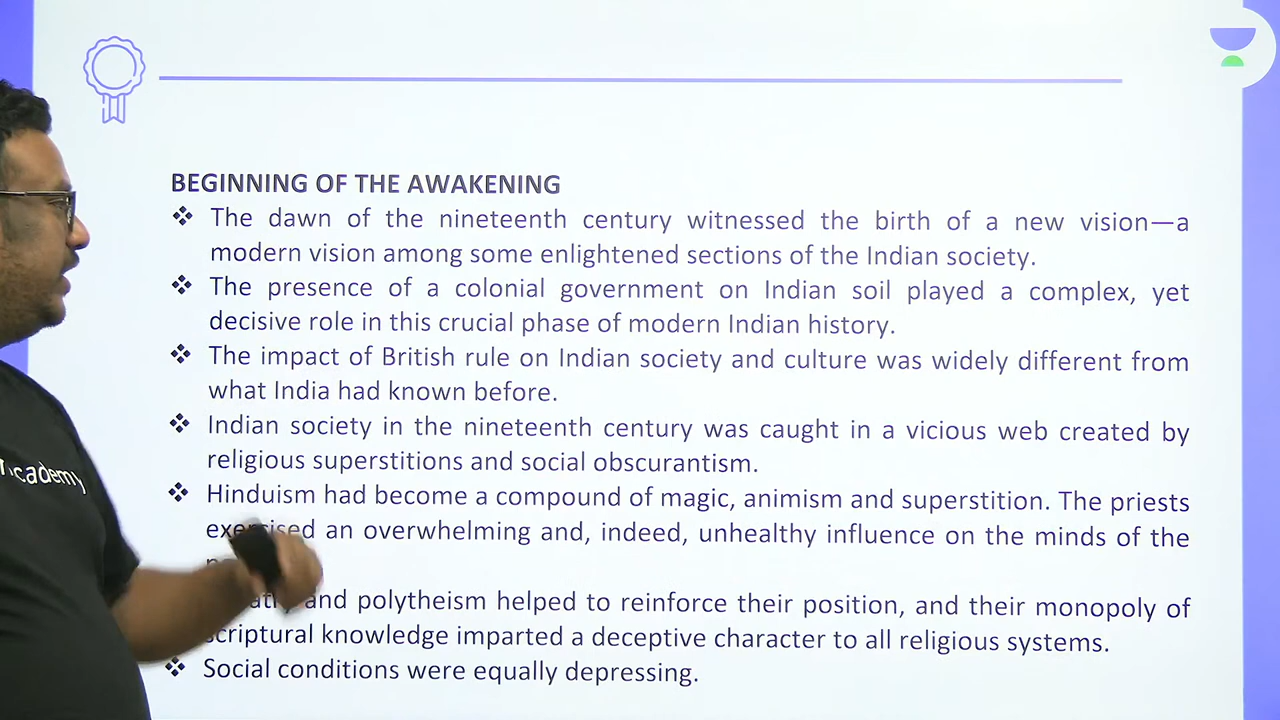 BEGINNING OF THE AWAKENING
❖ The dawn of the nineteenth century witnessed the birth of a new vision—a
modern vision among some enlightened sections of the Indian society.
❖ The presence of a colonial government on Indian soil played a complex, yet
decisive role in this crucial phase of modern Indian history.
❖ The impact of British rule on Indian society and culture was widely different from
what India had known before.
❖ Indian society in the nineteenth century was caught in a vicious web created by
religious superstitions and social obscurantism.
❖ Hinduism had become a compound of magic, animism and superstition. The priests
exercised an overwhelming and, indeed, unhealthy influence on the minds of the
and polytheism helped to reinforce their position, and their monopoly of
scriptural knowledge imparted a deceptive character to all religious systems.
❖ Social conditions were equally depressing.